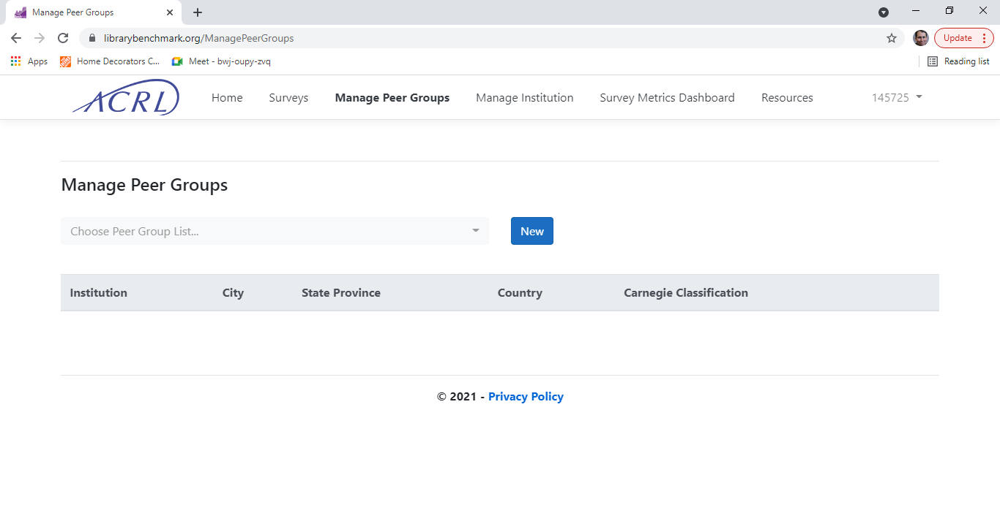 Manage Peer Groups
librarybenchmark.org/ManagePeerGroups
Update
Apps
Home Decorators C...
Meet - bwj-oupy-zvq
Reading list
ACRL
Home
Surveys
Manage Peer Groups
Manage Institution
Survey Metrics Dashboard
Resources
145725
Manage Peer Groups
Choose Peer Group List...
New
Institution
City
State Province
Country
Carnegie Classification
© 2021 - Privacy Policy